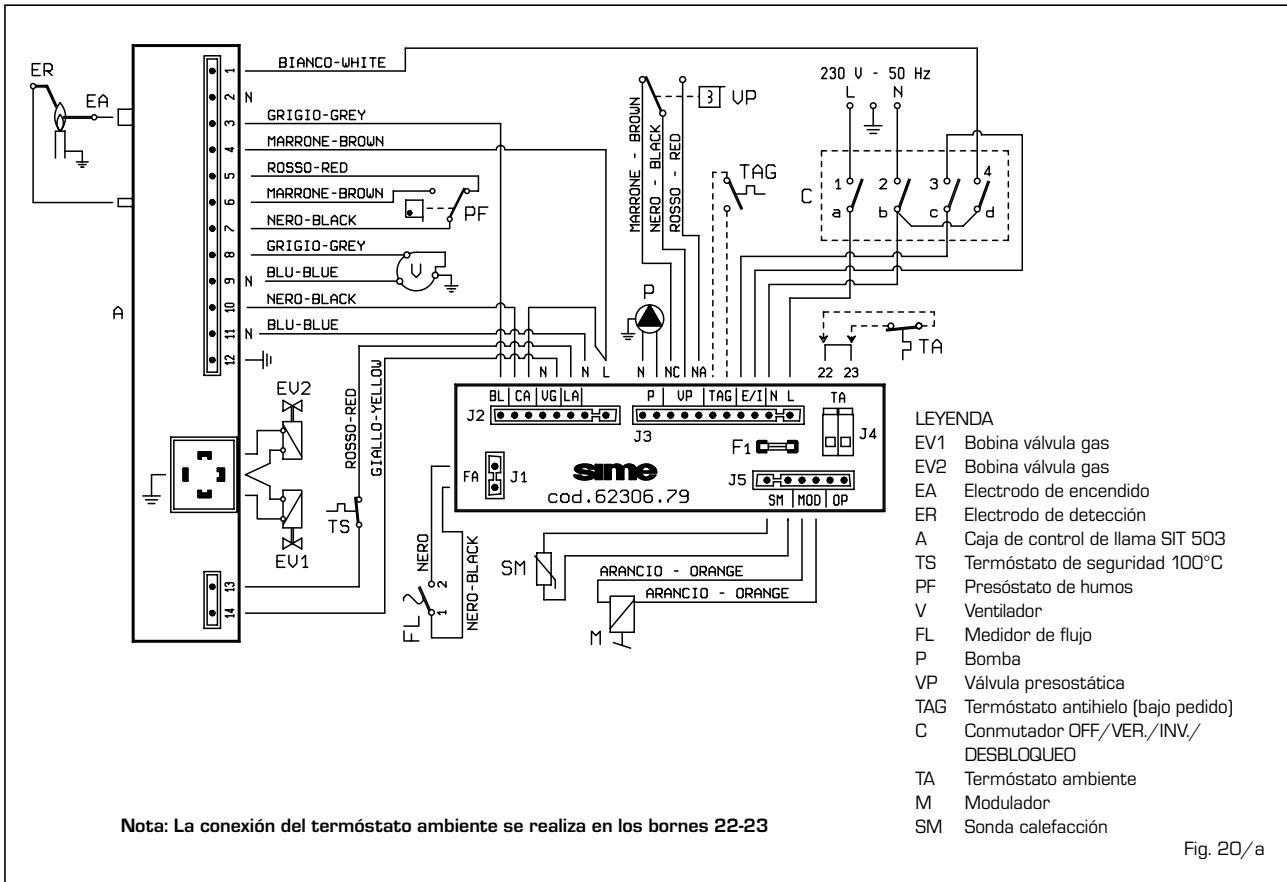 BIANCO-WHITE
ER
EA
1
2 N
GRIGIO-GREY
3
MARRONE-BROWN
4
ROSSO-RED
5
MARRONE-BROWN
6
PF
NERO-BLACK
7
GRIGIO-GREY
8
V
BLU-BLUE
9 N
NERO-BLACK
10
A
BLU-BLUE
11 N
12
EV2
EV1
ROSSO-RED
GIALLO-YELLOW
TS
13
14
MARRONE - BROWN
NERO - BLACK
ROSSO - RED
VP
TAG
230 V - 50 Hz
L N
C
1 2 3 4
a b c d
P
TA
22 23
N N L
N P NC NA
BL CA VG LA
J2
P VP TAG E/I N L
J3
TA
J4
F1
FA
J1
sime
cod.62306.79
J5
SM MOD OP
NERO
NERO-BLACK
FL
2
1
SM
ARANCIO - ORANGE
ARANCIO - ORANGE
M
LEYENDA
EV1 Bobina válvula gas
EV2 Bobina válvula gas
EA Electrodo de encendido
ER Electrodo de detección
A Caja de control de llama SIT 503
TS Termóstato de seguridad 100°C
PF Presóstato de humos
V Ventilador
FL Medidor de flujo
P Bomba
VP Válvula presostática
TAG Termóstato antihielo (bajo pedido)
C Conmutador OFF/VER./INV./
DESBLOQUEO
TA Termóstato ambiente
M Modulador
SM Sonda calefacción
Nota: La conexión del termóstato ambiente se realiza en los bornes 22-23
Fig. 20/a